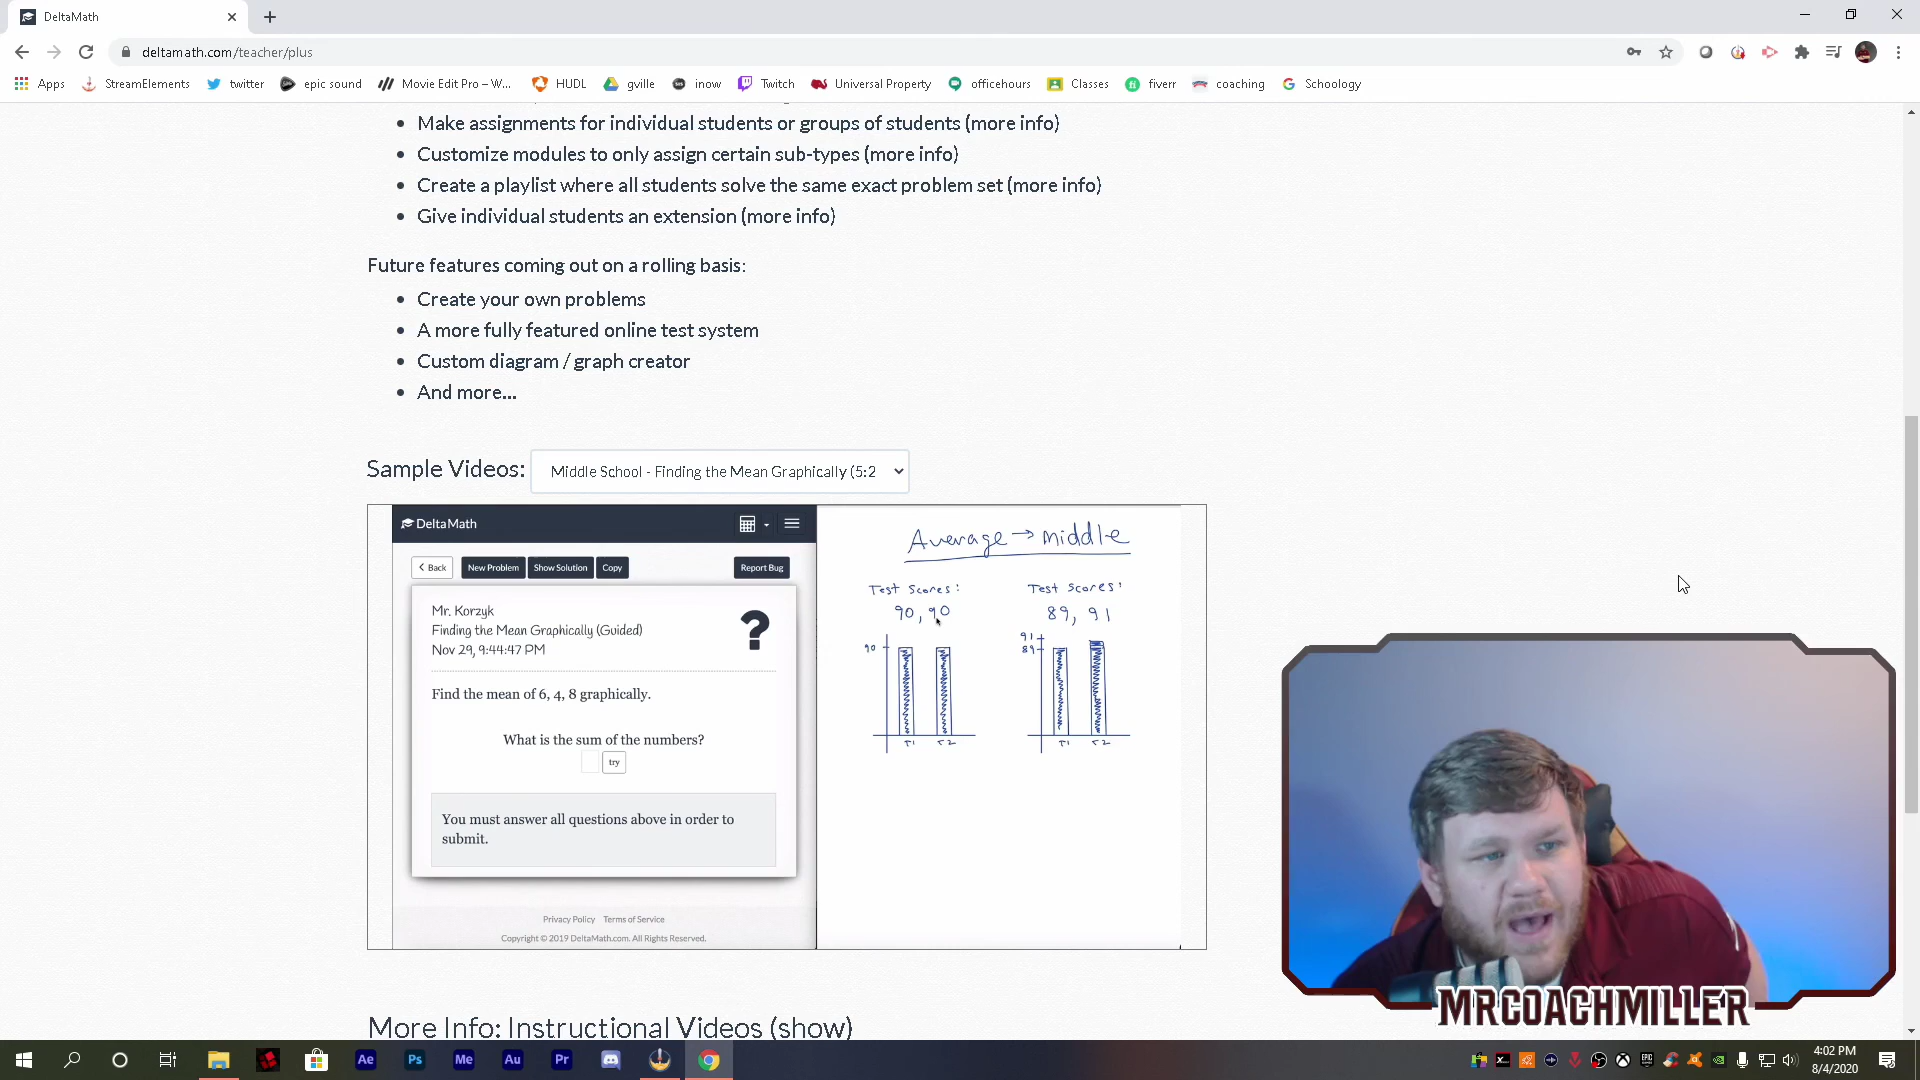 DeltaMath
deltamath.com/teacher/plus
Apps StreamElements twitter epic sound Movie Edit Pro – W... HUDL gville inow Twitch Universal Property officehours Classes fiverr coaching Schoology
Make assignments for individual students or groups of students (more info)
Customize modules to only assign certain sub-types (more info)
Create a playlist where all students solve the same exact problem set (more info)
Give individual students an extension (more info)
Future features coming out on a rolling basis:
Create your own problems
A more fully featured online test system
Custom diagram / graph creator
And more...
Sample Videos: Middle School - Finding the Mean Graphically (5:2
DeltaMath
Back New Problem Show Solution Copy Report Bug
Mr. Korzyk
Finding the Mean Graphically (Guided)
Nov 29, 9:44:47 PM
?
Find the mean of 6, 4, 8 graphically.
What is the sum of the numbers?
try
You must answer all questions above in order to
submit.
Privacy Policy Terms of Service
Copyright © 2019 DeltaMath.com. All Rights Reserved.
Average → middle
Test Scores:
90, 90
90
T1 T2
Test Scores:
89, 91
91
89
T1 T2
MRCOACHMILLER
More Info: Instructional Videos (show)
Ae Ps Me Au Pr
4:02 PM
8/4/2020